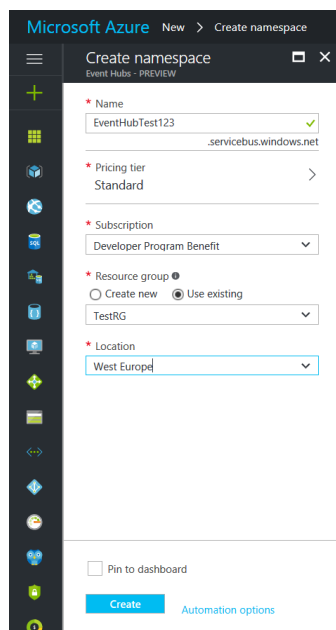 Microsoft Azure New > Create namespace
Create namespace
Event Hubs - PREVIEW
* Name
EventHubTest123
.servicebus.windows.net
* Pricing tier
Standard
* Subscription
Developer Program Benefit
* Resource group
Create new Use existing
TestRG
* Location
West Europe
SQL
Pin to dashboard
Create Automation options